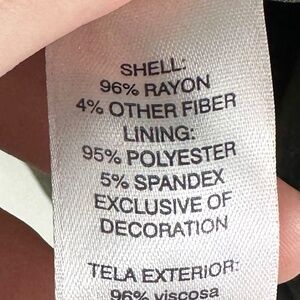 SHELL:
96% RAYON
4% OTHER FIBER
LINING:
95% POLYESTER
5% SPANDEX
EXCLUSIVE OF
DECORATION
TELA EXTERIOR:
96% viscosa